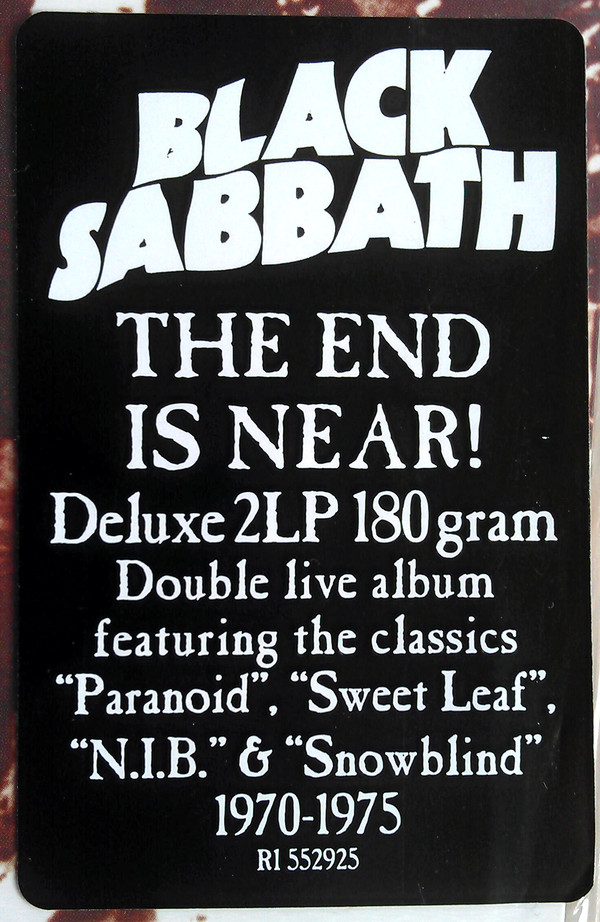 BLACK
SABBATH
THE END
IS NEAR!
Deluxe 2LP 180 gram
Double live album
featuring the classics
“Paranoid”, “Sweet Leaf”,
“N.I.B.” & “Snowblind”
1970-1975
R1 552925